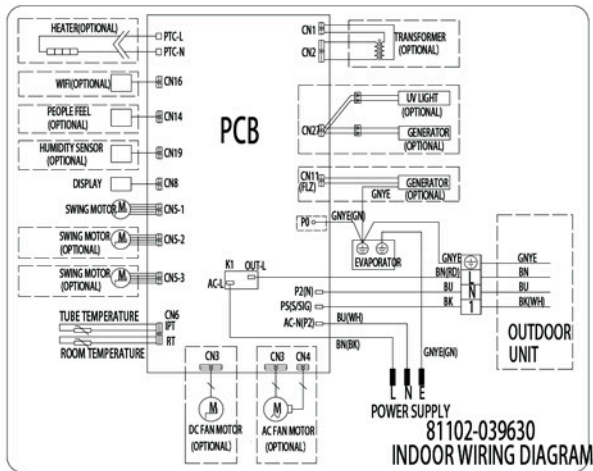 HEATER(OPTIONAL)
PTC-L
PTC-N
WIFI(OPTIONAL)
CN16
PEOPLE FEEL
(OPTIONAL)
CN14
HUMIDITY SENSOR
(OPTIONAL)
CN19
DISPLAY
CN8
SWING MOTOR
M
CN5-1
SWING MOTOR
(OPTIONAL)
M
CN5-2
SWING MOTOR
(OPTIONAL)
M
CN5-3
TUBE TEMPERATURE
CN6
IPT
RT
ROOM TEMPERATURE
PCB
CN1
CN2
TRANSFORMER
(OPTIONAL)
CN27
UV LIGHT
(OPTIONAL)
GENERATOR
(OPTIONAL)
CN11
(FLZ)
GENERATOR
(OPTIONAL)
GNYE
P0
GNYE(GN)
EVAPORATOR
K1
OUT-L
AC-L
P2(N)
PS(S/SIG)
AC-N(P2)
BU(WH)
BN(BK)
GNYE
BN(RD)
BU
BK
L
N
1
GNYE
BN
BU
BK(WH)
OUTDOOR
UNIT
GNYE(GN)
L N E
POWER SUPPLY
CN3
M
DC FAN MOTOR
(OPTIONAL)
CN3 CN4
M
AC FAN MOTOR
(OPTIONAL)
81102-039630
INDOOR WIRING DIAGRAM